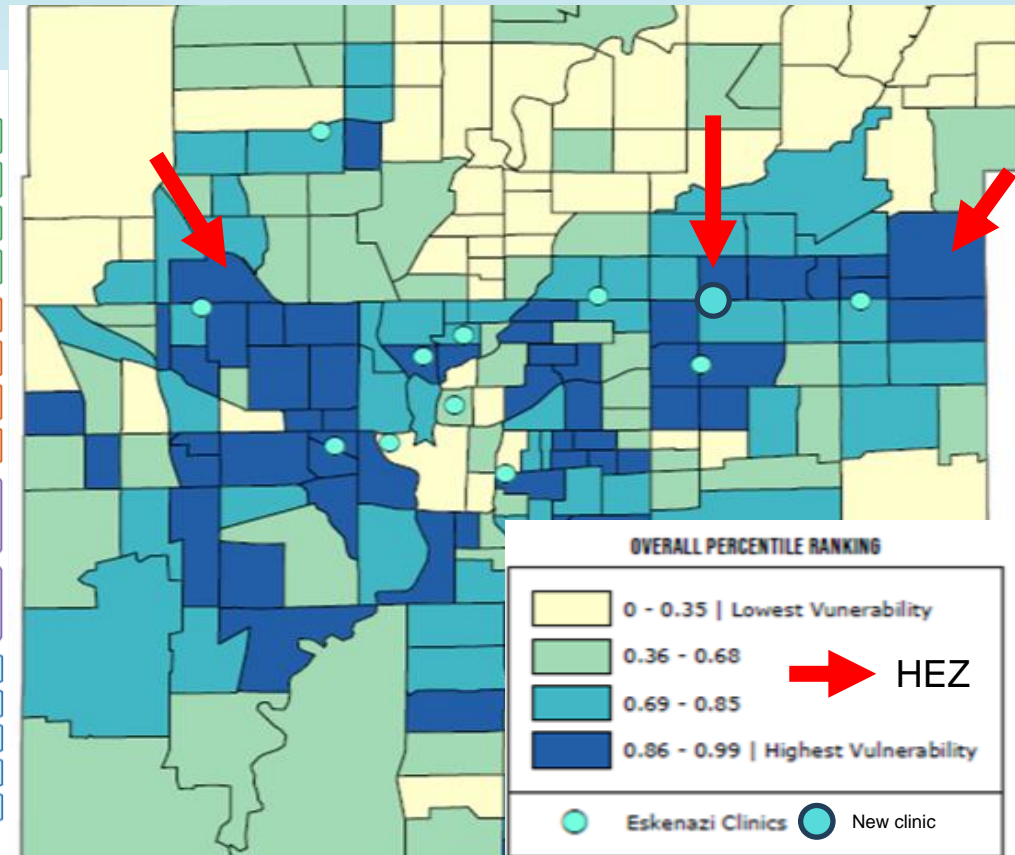 OVERALL PERCENTILE RANKING
0 - 0.35 | Lowest Vunerability
0.36 - 0.68
HEZ
0.69 - 0.85
0.86 - 0.99 | Highest Vulnerability
Eskenazi Clinics New clinic